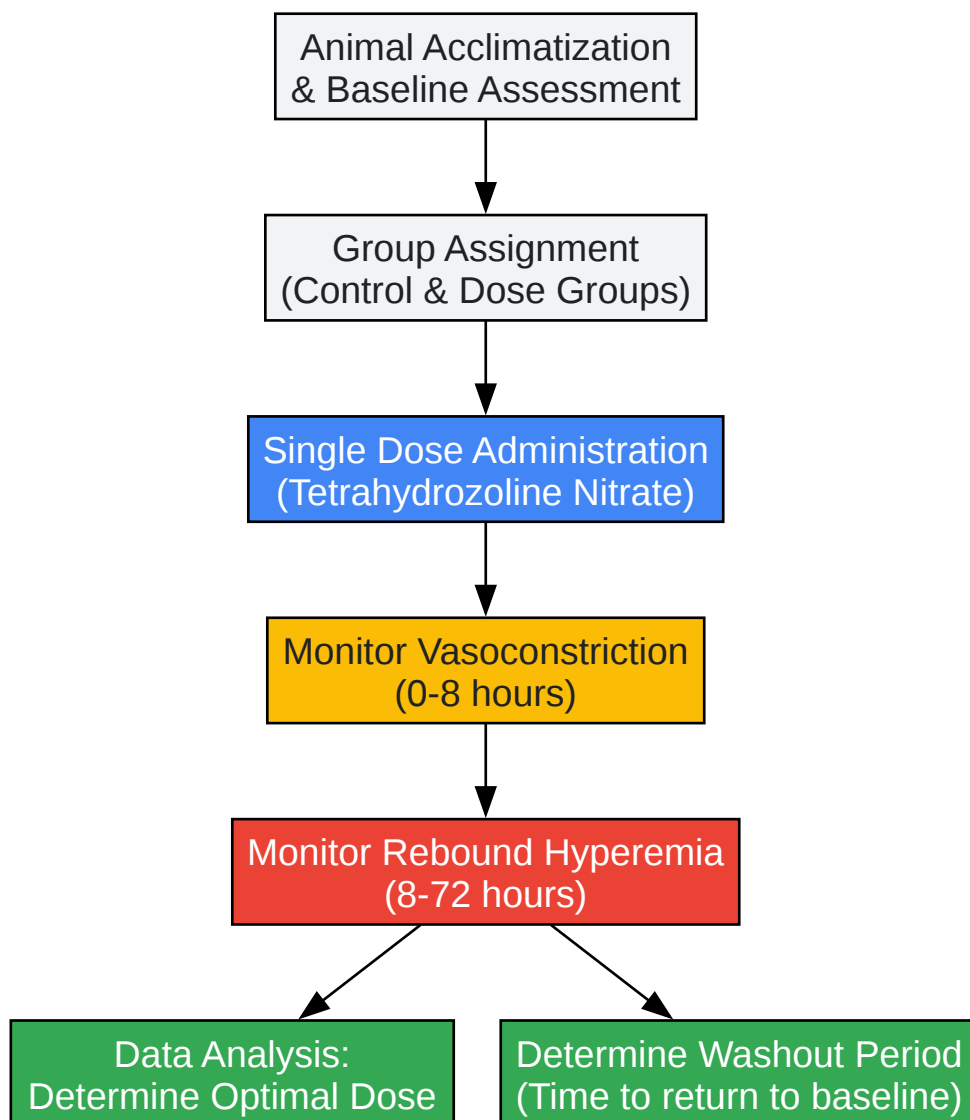 Animal Acclimatization
& Baseline Assessment
Group Assignment
(Control & Dose Groups)
Single Dose Administration
(Tetrahydrozoline Nitrate)
Monitor Vasoconstriction
(0-8 hours)
Monitor Rebound Hyperemia
(8-72 hours)
Data Analysis:
Determine Optimal Dose
Determine Washout Period
(Time to return to baseline)